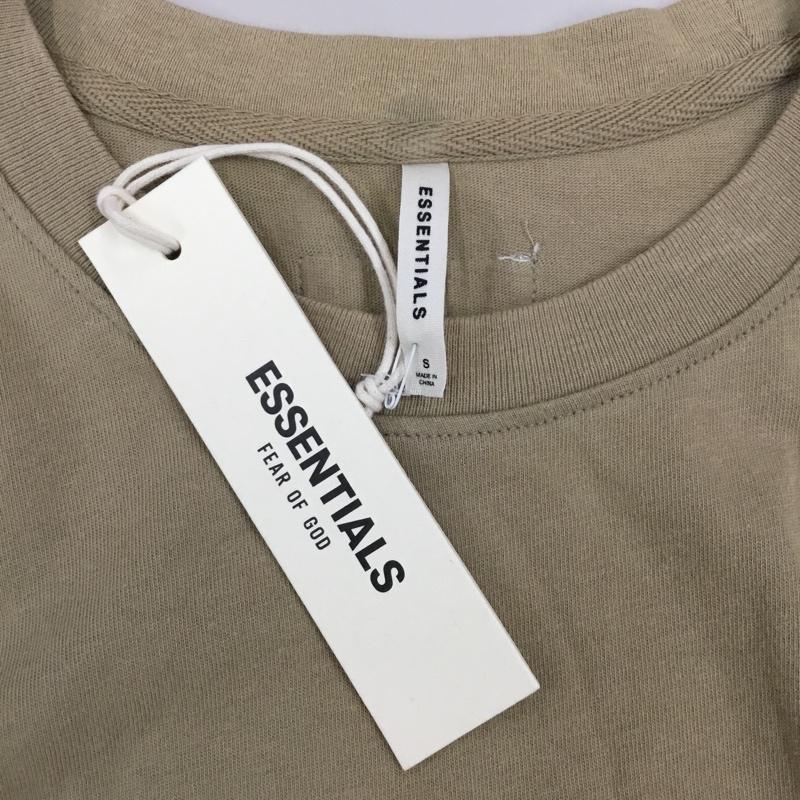 ESSENTIALS
S
MADE IN
CHINA
ESSENTIALS
FEAR OF GOD